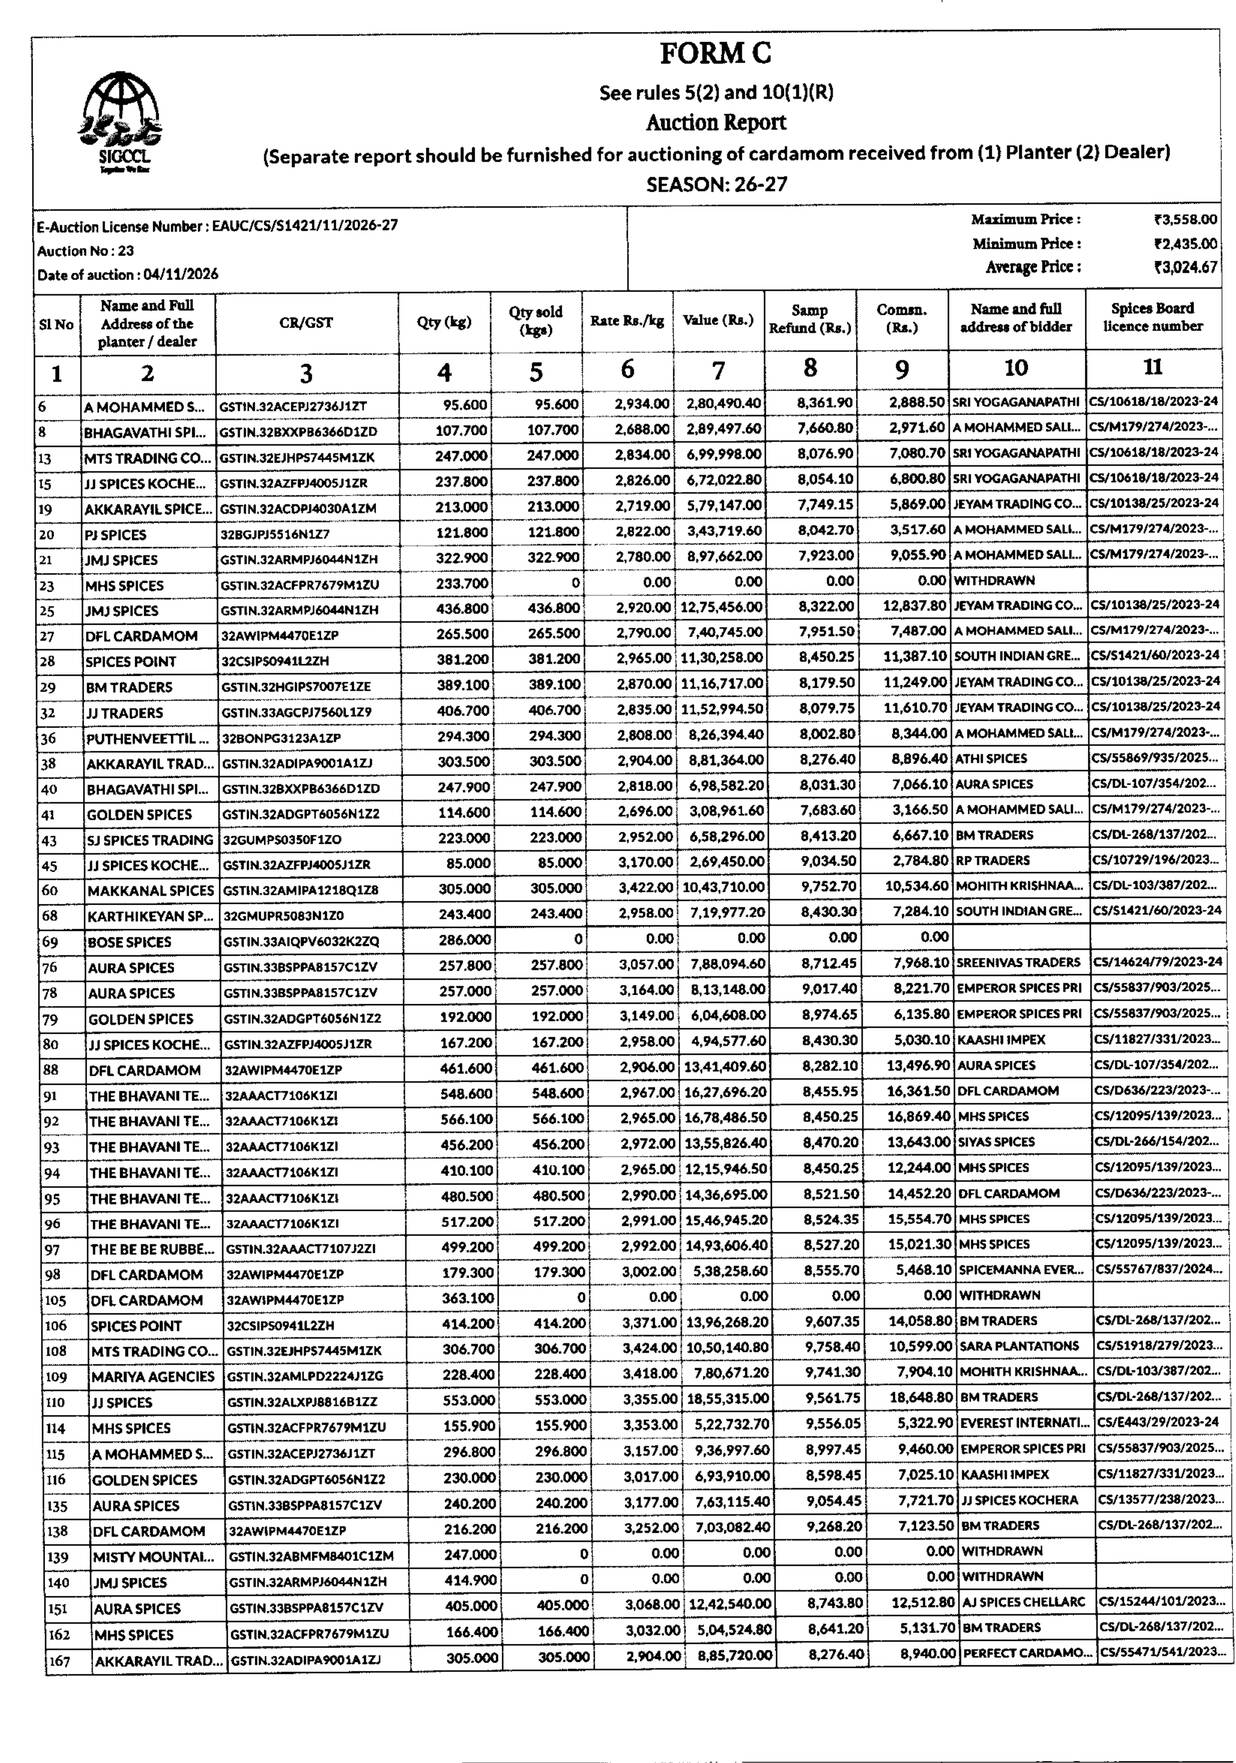 FORM C
See rules 5(2) and 10(1)(R)
Auction Report
(Separate report should be furnished for auctioning of cardamom received from (1) Planter (2) Dealer)
SEASON: 26-27
SIGCCL
Together We Rise
E-Auction License Number : EAUC/CS/S1421/11/2026-27
Auction No : 23
Date of auction : 04/11/2026
Maximum Price : ₹3,558.00
Minimum Price : ₹2,435.00
Average Price : ₹3,024.67
Sl No | Name and Full Address of the planter / dealer | CR/GST | Qty (kg) | Qty sold (kgs) | Rate Rs./kg | Value (Rs.) | Samp Refund (Rs.) | Comsn. (Rs.) | Name and full address of bidder | Spices Board licence number
1 2 3 4 5 6 7 8 9 10 11
6 A MOHAMMED S... GSTIN.32ACEPJ2736J1ZT 95.600 95.600 2,934.00 2,80,490.40 8,361.90 2,888.50 SRI YOGAGANAPATHI CS/10618/18/2023-24
8 BHAGAVATHI SPI... GSTIN.32BXXPB6366D1ZD 107.700 107.700 2,688.00 2,89,497.60 7,660.80 2,971.60 A MOHAMMED SALI... CS/M179/274/2023-...
13 MTS TRADING CO... GSTIN.32EJHPS7445M1ZK 247.000 247.000 2,834.00 6,99,998.00 8,076.90 7,080.70 SRI YOGAGANAPATHI CS/10618/18/2023-24
15 JJ SPICES KOCHE... GSTIN.32AZFPJ4005J1ZR 237.800 237.800 2,826.00 6,72,022.80 8,054.10 6,800.80 SRI YOGAGANAPATHI CS/10618/18/2023-24
19 AKKARAYIL SPICE... GSTIN.32ACDPJ4030A1ZM 213.000 213.000 2,719.00 5,79,147.00 7,749.15 5,869.00 JEYAM TRADING CO... CS/10138/25/2023-24
20 PJ SPICES 32BGJPJ5516N1Z7 121.800 121.800 2,822.00 3,43,719.60 8,042.70 3,517.60 A MOHAMMED SALI... CS/M179/274/2023-...
21 JMJ SPICES GSTIN.32ARMPJ6044N1ZH 322.900 322.900 2,780.00 8,97,662.00 7,923.00 9,055.90 A MOHAMMED SALI... CS/M179/274/2023-...
23 MHS SPICES GSTIN.32ACFPR7679M1ZU 233.700 0 0.00 0.00 0.00 0.00 WITHDRAWN
25 JMJ SPICES GSTIN.32ARMPJ6044N1ZH 436.800 436.800 2,920.00 12,75,456.00 8,322.00 12,837.80 JEYAM TRADING CO... CS/10138/25/2023-24
27 DFL CARDAMOM 32AWIPM4470E1ZP 265.500 265.500 2,790.00 7,40,745.00 7,951.50 7,487.00 A MOHAMMED SALI... CS/M179/274/2023-...
28 SPICES POINT 32CSIPS0941L2ZH 381.200 381.200 2,965.00 11,30,258.00 8,450.25 11,387.10 SOUTH INDIAN GRE... CS/S1421/60/2023-24
29 BM TRADERS GSTIN.32HGIPS7007E1ZE 389.100 389.100 2,870.00 11,16,717.00 8,179.50 11,249.00 JEYAM TRADING CO... CS/10138/25/2023-24
32 JJ TRADERS GSTIN.33AGCPJ7560L1Z9 406.700 406.700 2,835.00 11,52,994.50 8,079.75 11,610.70 JEYAM TRADING CO... CS/10138/25/2023-24
36 PUTHENVEETTIL ... 32BONPG3123A1ZP 294.300 294.300 2,808.00 8,26,394.40 8,002.80 8,344.00 A MOHAMMED SALI... CS/M179/274/2023-...
38 AKKARAYIL TRAD... GSTIN.32ADIPA9001A1ZJ 303.500 303.500 2,904.00 8,81,364.00 8,276.40 8,896.40 ATHI SPICES CS/55869/935/2025...
40 BHAGAVATHI SPI... GSTIN.32BXXPB6366D1ZD 247.900 247.900 2,818.00 6,98,582.20 8,031.30 7,066.10 AURA SPICES CS/DL-107/354/202...
41 GOLDEN SPICES GSTIN.32ADGPT6056N1Z2 114.600 114.600 2,696.00 3,08,961.60 7,683.60 3,166.50 A MOHAMMED SALI... CS/M179/274/2023-...
43 SJ SPICES TRADING 32GUMPS0350F1ZO 223.000 223.000 2,952.00 6,58,296.00 8,413.20 6,667.10 BM TRADERS CS/DL-268/137/202...
45 JJ SPICES KOCHE... GSTIN.32AZFPJ4005J1ZR 85.000 85.000 3,170.00 2,69,450.00 9,034.50 2,784.80 RP TRADERS CS/10729/196/2023...
60 MAKKANAL SPICES GSTIN.32AMIPA1218Q1Z8 305.000 305.000 3,422.00 10,43,710.00 9,752.70 10,534.60 MOHITH KRISHNAA... CS/DL-103/387/202...
68 KARTHIKEYAN SP... 32GMUPR5083N1Z0 243.400 243.400 2,958.00 7,19,977.20 8,430.30 7,284.10 SOUTH INDIAN GRE... CS/S1421/60/2023-24
69 BOSE SPICES GSTIN.33AIQPV6032K2ZQ 286.000 0 0.00 0.00 0.00 0.00
76 AURA SPICES GSTIN.33BSPPA8157C1ZV 257.800 257.800 3,057.00 7,88,094.60 8,712.45 7,968.10 SREENIVAS TRADERS CS/14624/79/2023-24
78 AURA SPICES GSTIN.33BSPPA8157C1ZV 257.000 257.000 3,164.00 8,13,148.00 9,017.40 8,221.70 EMPEROR SPICES PRI CS/55837/903/2025...
79 GOLDEN SPICES GSTIN.32ADGPT6056N1Z2 192.000 192.000 3,149.00 6,04,608.00 8,974.65 6,135.80 EMPEROR SPICES PRI CS/55837/903/2025...
80 JJ SPICES KOCHE... GSTIN.32AZFPJ4005J1ZR 167.200 167.200 2,958.00 4,94,577.60 8,430.30 5,030.10 KAASHI IMPEX CS/11827/331/2023...
88 DFL CARDAMOM 32AWIPM4470E1ZP 461.600 461.600 2,906.00 13,41,409.60 8,282.10 13,496.90 AURA SPICES CS/DL-107/354/202...
91 THE BHAVANI TE... 32AAACT7106K1ZI 548.600 548.600 2,967.00 16,27,696.20 8,455.95 16,361.50 DFL CARDAMOM CS/D636/223/2023-...
92 THE BHAVANI TE... 32AAACT7106K1ZI 566.100 566.100 2,965.00 16,78,486.50 8,450.25 16,869.40 MHS SPICES CS/12095/139/2023...
93 THE BHAVANI TE... 32AAACT7106K1ZI 456.200 456.200 2,972.00 13,55,826.40 8,470.20 13,643.00 SIYAS SPICES CS/DL-266/154/202...
94 THE BHAVANI TE... 32AAACT7106K1ZI 410.100 410.100 2,965.00 12,15,946.50 8,450.25 12,244.00 MHS SPICES CS/12095/139/2023...
95 THE BHAVANI TE... 32AAACT7106K1ZI 480.500 480.500 2,990.00 14,36,695.00 8,521.50 14,452.20 DFL CARDAMOM CS/D636/223/2023-...
96 THE BHAVANI TE... 32AAACT7106K1ZI 517.200 517.200 2,991.00 15,46,945.20 8,524.35 15,554.70 MHS SPICES CS/12095/139/2023...
97 THE BE BE RUBBE... GSTIN.32AAACT7107J2ZI 499.200 499.200 2,992.00 14,93,606.40 8,527.20 15,021.30 MHS SPICES CS/12095/139/2023...
98 DFL CARDAMOM 32AWIPM4470E1ZP 179.300 179.300 3,002.00 5,38,258.60 8,555.70 5,468.10 SPICEMANNA EVER... CS/55767/837/2024...
105 DFL CARDAMOM 32AWIPM4470E1ZP 363.100 0 0.00 0.00 0.00 0.00 WITHDRAWN
106 SPICES POINT 32CSIPS0941L2ZH 414.200 414.200 3,371.00 13,96,268.20 9,607.35 14,058.80 BM TRADERS CS/DL-268/137/202...
108 MTS TRADING CO... GSTIN.32EJHPS7445M1ZK 306.700 306.700 3,424.00 10,50,140.80 9,758.40 10,599.00 SARA PLANTATIONS CS/S1918/279/2023...
109 MARIYA AGENCIES GSTIN.32AMLPD2224J1ZG 228.400 228.400 3,418.00 7,80,671.20 9,741.30 7,904.10 MOHITH KRISHNAA... CS/DL-103/387/202...
110 JJ SPICES GSTIN.32ALXPJ8816B1ZZ 553.000 553.000 3,355.00 18,55,315.00 9,561.75 18,648.80 BM TRADERS CS/DL-268/137/202...
114 MHS SPICES GSTIN.32ACFPR7679M1ZU 155.900 155.900 3,353.00 5,22,732.70 9,556.05 5,322.90 EVEREST INTERNATI... CS/E443/29/2023-24
115 A MOHAMMED S... GSTIN.32ACEPJ2736J1ZT 296.800 296.800 3,157.00 9,36,997.60 8,997.45 9,460.00 EMPEROR SPICES PRI CS/55837/903/2025...
116 GOLDEN SPICES GSTIN.32ADGPT6056N1Z2 230.000 230.000 3,017.00 6,93,910.00 8,598.45 7,025.10 KAASHI IMPEX CS/11827/331/2023...
135 AURA SPICES GSTIN.33BSPPA8157C1ZV 240.200 240.200 3,177.00 7,63,115.40 9,054.45 7,721.70 JJ SPICES KOCHERA CS/13577/238/2023...
138 DFL CARDAMOM 32AWIPM4470E1ZP 216.200 216.200 3,252.00 7,03,082.40 9,268.20 7,123.50 BM TRADERS CS/DL-268/137/202...
139 MISTY MOUNTAI... GSTIN.32ABMFM8401C1ZM 247.000 0 0.00 0.00 0.00 0.00 WITHDRAWN
140 JMJ SPICES GSTIN.32ARMPJ6044N1ZH 414.900 0 0.00 0.00 0.00 0.00 WITHDRAWN
151 AURA SPICES GSTIN.33BSPPA8157C1ZV 405.000 405.000 3,068.00 12,42,540.00 8,743.80 12,512.80 AJ SPICES CHELLARC CS/15244/101/2023...
162 MHS SPICES GSTIN.32ACFPR7679M1ZU 166.400 166.400 3,032.00 5,04,524.80 8,641.20 5,131.70 BM TRADERS CS/DL-268/137/202...
167 AKKARAYIL TRAD... GSTIN.32ADIPA9001A1ZJ 305.000 305.000 2,904.00 8,85,720.00 8,276.40 8,940.00 PERFECT CARDAMO... CS/55471/541/2023...